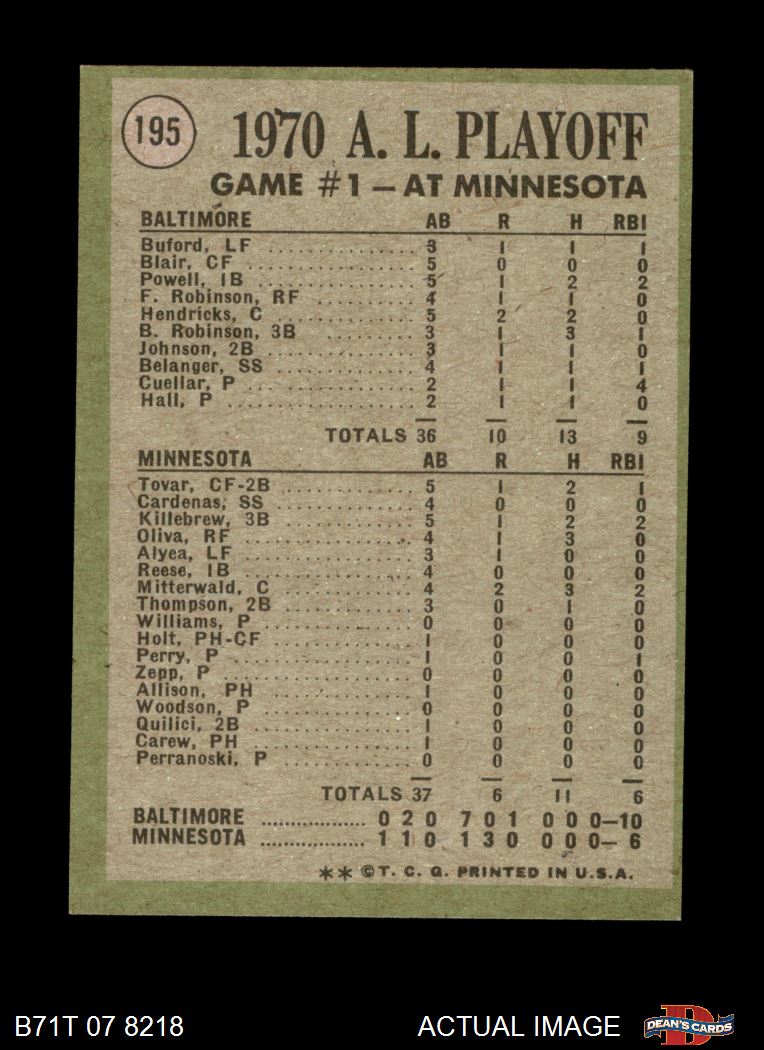 195
1970 A. L. PLAYOFF
GAME #1 – AT MINNESOTA
BALTIMORE AB R H RBI
Buford, LF ................ 3 1 1 1
Blair, CF ................ 5 0 0 0
Powell, 1B ................ 5 1 2 2
F. Robinson, RF ............ 4 1 1 0
Hendricks, C .............. 5 2 2 0
B. Robinson, 3B ........... 3 1 3 1
Johnson, 2B ............... 3 1 1 0
Belanger, SS .............. 4 1 1 1
Cuellar, P ................ 2 1 1 4
Hall, P ................... 2 1 1 0
TOTALS 36 10 13 9
MINNESOTA AB R H RBI
Tovar, CF-2B .............. 5 1 2 1
Cardenas, SS .............. 4 0 0 0
Killebrew, 3B ............. 5 1 2 2
Oliva, RF ................. 4 1 3 0
Alyea, LF ................. 3 1 0 0
Reese, 1B ................. 4 0 0 0
Mitterwald, C ............. 4 2 3 2
Thompson, 2B .............. 3 0 1 0
Williams, P ............... 0 0 0 0
Holt, PH-CF ............... 1 0 0 0
Perry, P .................. 1 0 0 1
Zepp, P ................... 0 0 0 0
Allison, PH ............... 1 0 0 0
Woodson, P ................ 0 0 0 0
Quilici, 2B ............... 1 0 0 0
Carew, PH ................. 1 0 0 0
Perranoski, P ............. 0 0 0 0
TOTALS 37 6 11 6
BALTIMORE .................. 0 2 0 7 0 1 0 0 0–10
MINNESOTA .................. 1 1 0 1 3 0 0 0 0– 6
** ©T. C. G. PRINTED IN U.S.A.
B71T 07 8218 ACTUAL IMAGE D DEAN'S CARDS